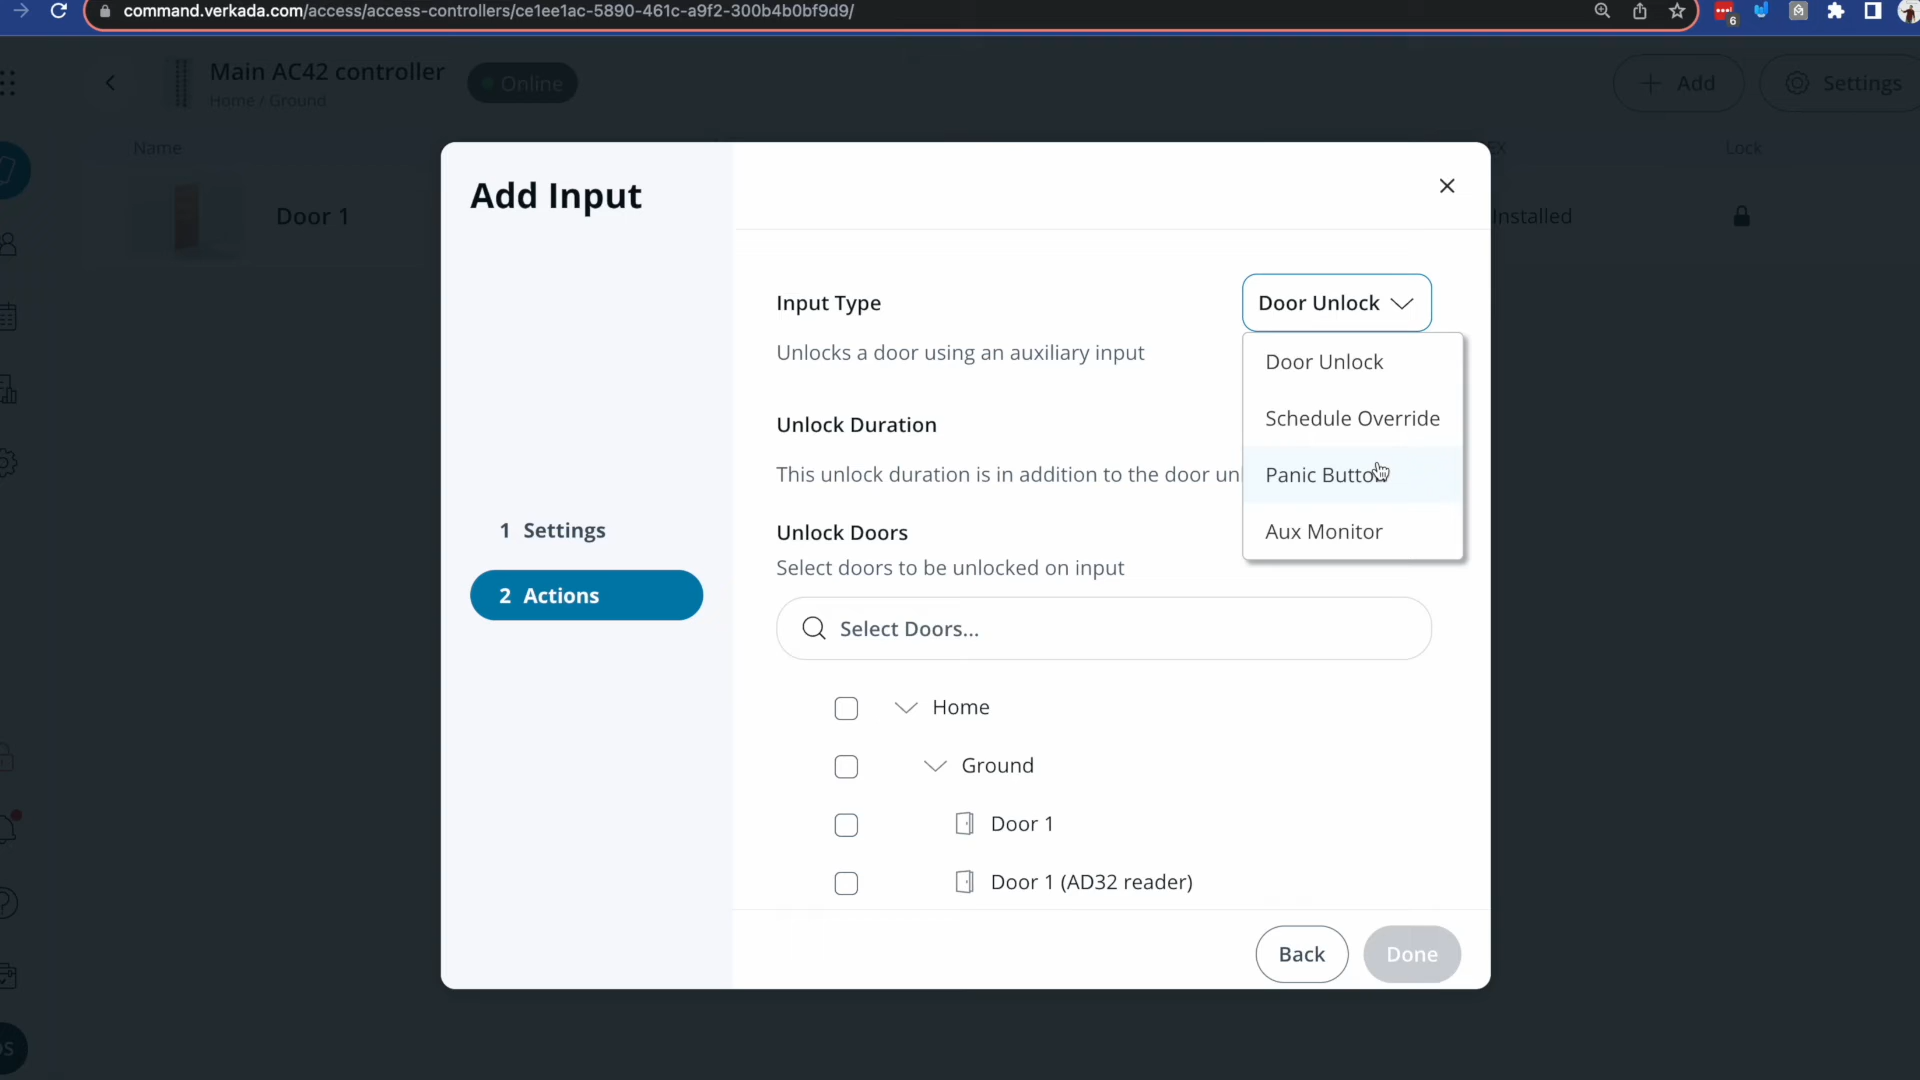 command.verkada.com/access/access-controllers/ce1ee1ac-5890-461c-a9f2-300b4b0bf9d9/
6
Main AC42 controller
Home / Ground
Online
Add
Settings
Name
Lock
Door 1
Installed
Add Input
1 Settings
2 Actions
Input Type
Door Unlock
Unlocks a door using an auxiliary input
Door Unlock
Schedule Override
Panic Button
Aux Monitor
Unlock Duration
This unlock duration is in addition to the door
Unlock Doors
Select doors to be unlocked on input
Select Doors...
Home
Ground
Door 1
Door 1 (AD32 reader)
Back
Done